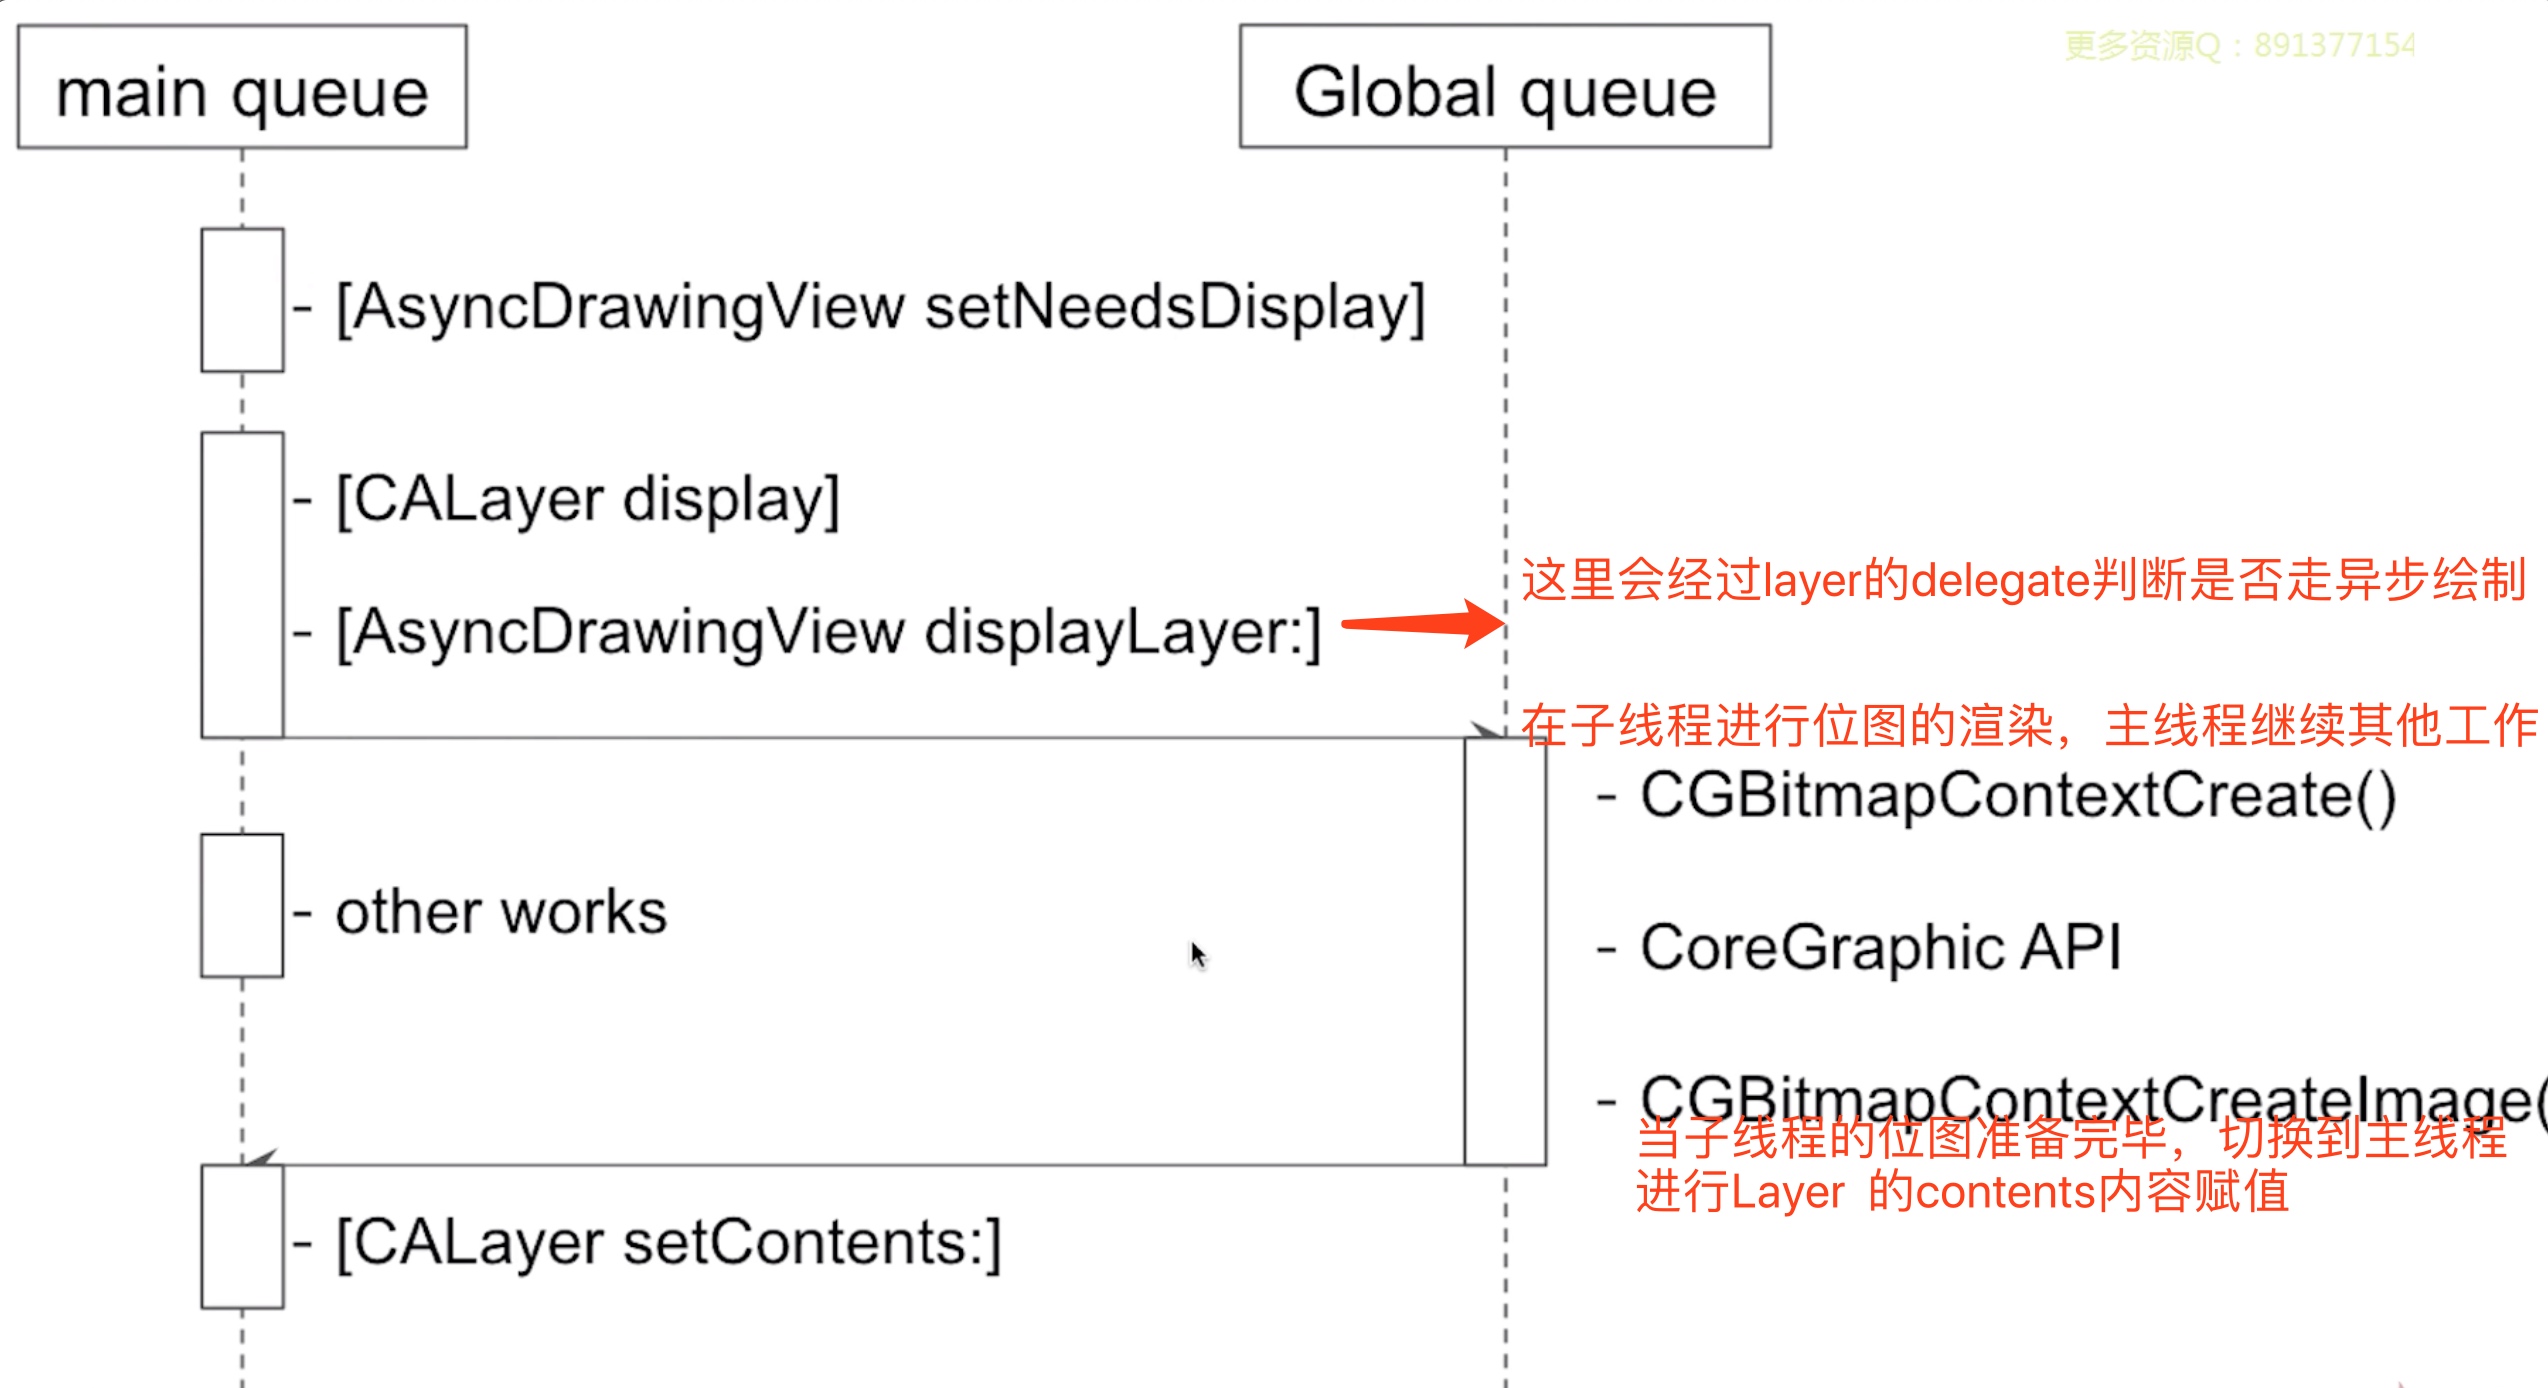 更多资源Q：891377154
main queue
Global queue
- [AsyncDrawingView setNeedsDisplay]
- [CALayer display]
这里会经过layer的delegate判断是否走异步绘制
- [AsyncDrawingView displayLayer:]
在子线程进行位图的渲染，主线程继续其他工作
- CGBitmapContextCreate()
- other works
- CoreGraphic API
- CGBitmapContextCreateImage(
当子线程的位图准备完毕，切换到主线程
进行Layer 的contents内容赋值
- [CALayer setContents:]